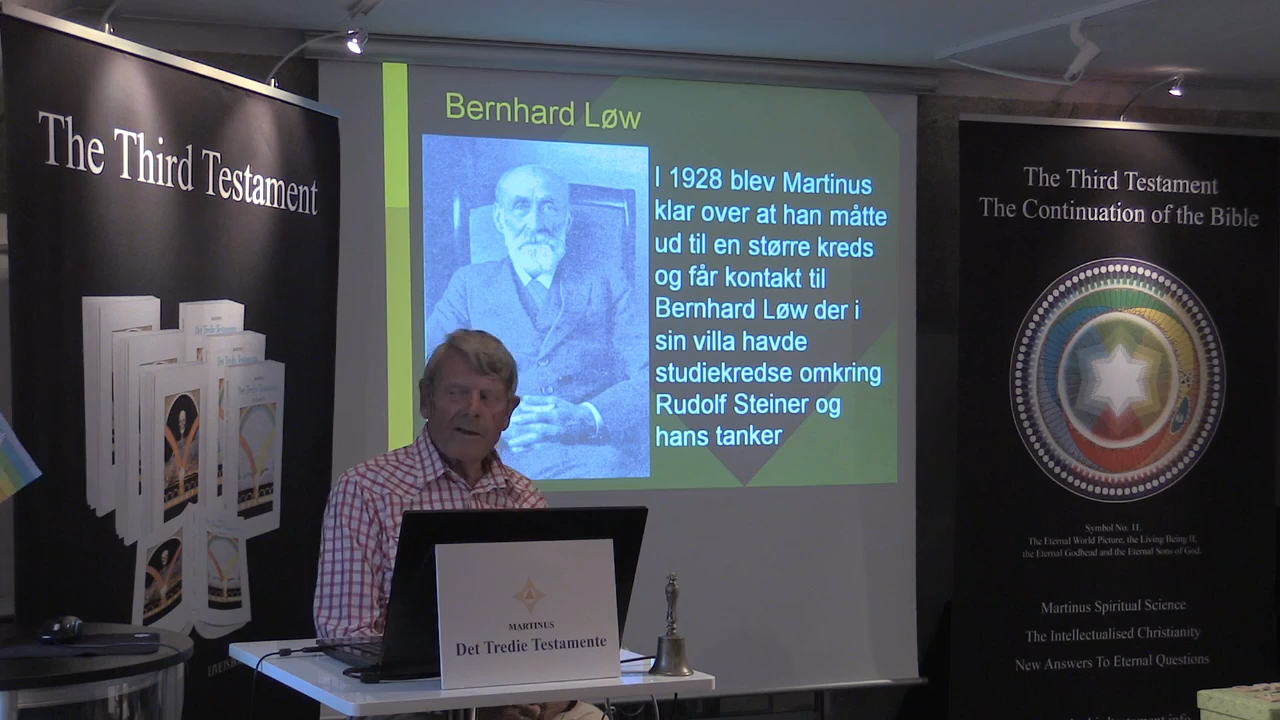 The Third Testament
Bernhard Løw
I 1928 blev Martinus
klar over at han måtte
ud til en større kreds
og får kontakt til
Bernhard Løw der i
sin villa havde
studiekredse omkring
Rudolf Steiner og
hans tanker
MARTINUS
Det Tredie Testamente
The Third Testament
The Continuation of the Bible
Symbol No. 11.
The Eternal World Picture, the Living Being II,
the Eternal Godhead and the Eternal Sons of God.
Martinus Spiritual Science
The Intellectualised Christianity
New Answers To Eternal Questions